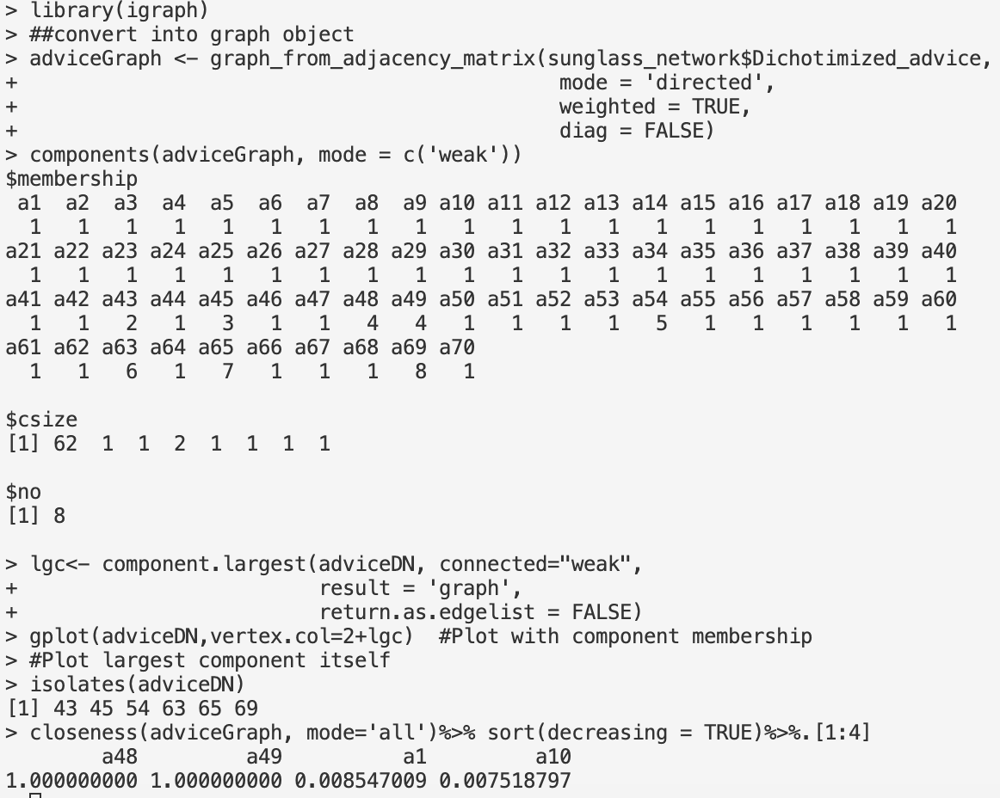 > library(igraph)
> ##convert into graph object
> adviceGraph <- graph_from_adjacency_matrix(sunglass_network$Dichotimized_advice,
+                                            mode = 'directed',
+                                            weighted = TRUE,
+                                            diag = FALSE)
> components(adviceGraph, mode = c('weak'))
$membership
 a1  a2  a3  a4  a5  a6  a7  a8  a9 a10 a11 a12 a13 a14 a15 a16 a17 a18 a19 a20
  1   1   1   1   1   1   1   1   1   1   1   1   1   1   1   1   1   1   1   1
a21 a22 a23 a24 a25 a26 a27 a28 a29 a30 a31 a32 a33 a34 a35 a36 a37 a38 a39 a40
  1   1   1   1   1   1   1   1   1   1   1   1   1   1   1   1   1   1   1   1
a41 a42 a43 a44 a45 a46 a47 a48 a49 a50 a51 a52 a53 a54 a55 a56 a57 a58 a59 a60
  1   1   2   1   3   1   1   4   4   1   1   1   1   5   1   1   1   1   1   1
a61 a62 a63 a64 a65 a66 a67 a68 a69 a70
  1   1   6   1   7   1   1   1   8   1
$csize
[1] 62  1  1  2  1  1  1  1
$no
[1] 8
> lgc<- component.largest(adviceDN, connected="weak",
+                         result = 'graph',
+                         return.as.edgelist = FALSE)
> gplot(adviceDN,vertex.col=2+lgc)  #Plot with component membership
> #Plot largest component itself
> isolates(adviceDN)
[1] 43 45 54 63 65 69
> closeness(adviceGraph, mode='all')%>% sort(decreasing = TRUE)%>%.[1:4]
        a48         a49          a1         a10
1.000000000 1.000000000 0.008547009 0.007518797